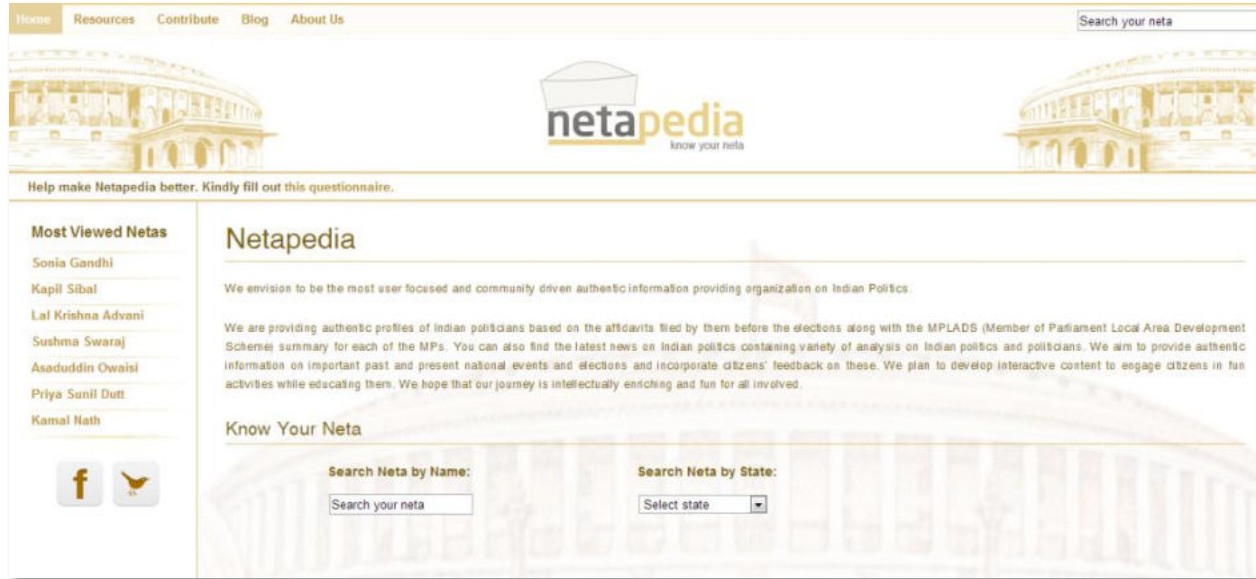 Home Resources Contribute Blog About Us
Search your neta
netapedia
know your neta
Help make Netapedia better. Kindly fill out this questionnaire.
Most Viewed Netas
Sonia Gandhi
Kapil Sibal
Lal Krishna Advani
Sushma Swaraj
Asaduddin Owaisi
Priya Sunil Dutt
Kamal Nath
f
Netapedia
We envision to be the most user focused and community driven authentic information providing organization on Indian Politics.
We are providing authentic profiles of Indian politicians based on the affidavits filed by them before the elections along with the MPLADS (Member of Parliament Local Area Development
Scheme) summary for each of the MPs. You can also find the latest news on Indian politics containing variety of analysis on Indian politics and politicians. We aim to provide authentic
information on important past and present national events and elections and incorporate citizens' feedback on these. We plan to develop interactive content to engage citizens in fun
activities while educating them. We hope that our journey is intellectually enriching and fun for all involved.
Know Your Neta
Search Neta by Name: Search Neta by State:
Search your neta Select state